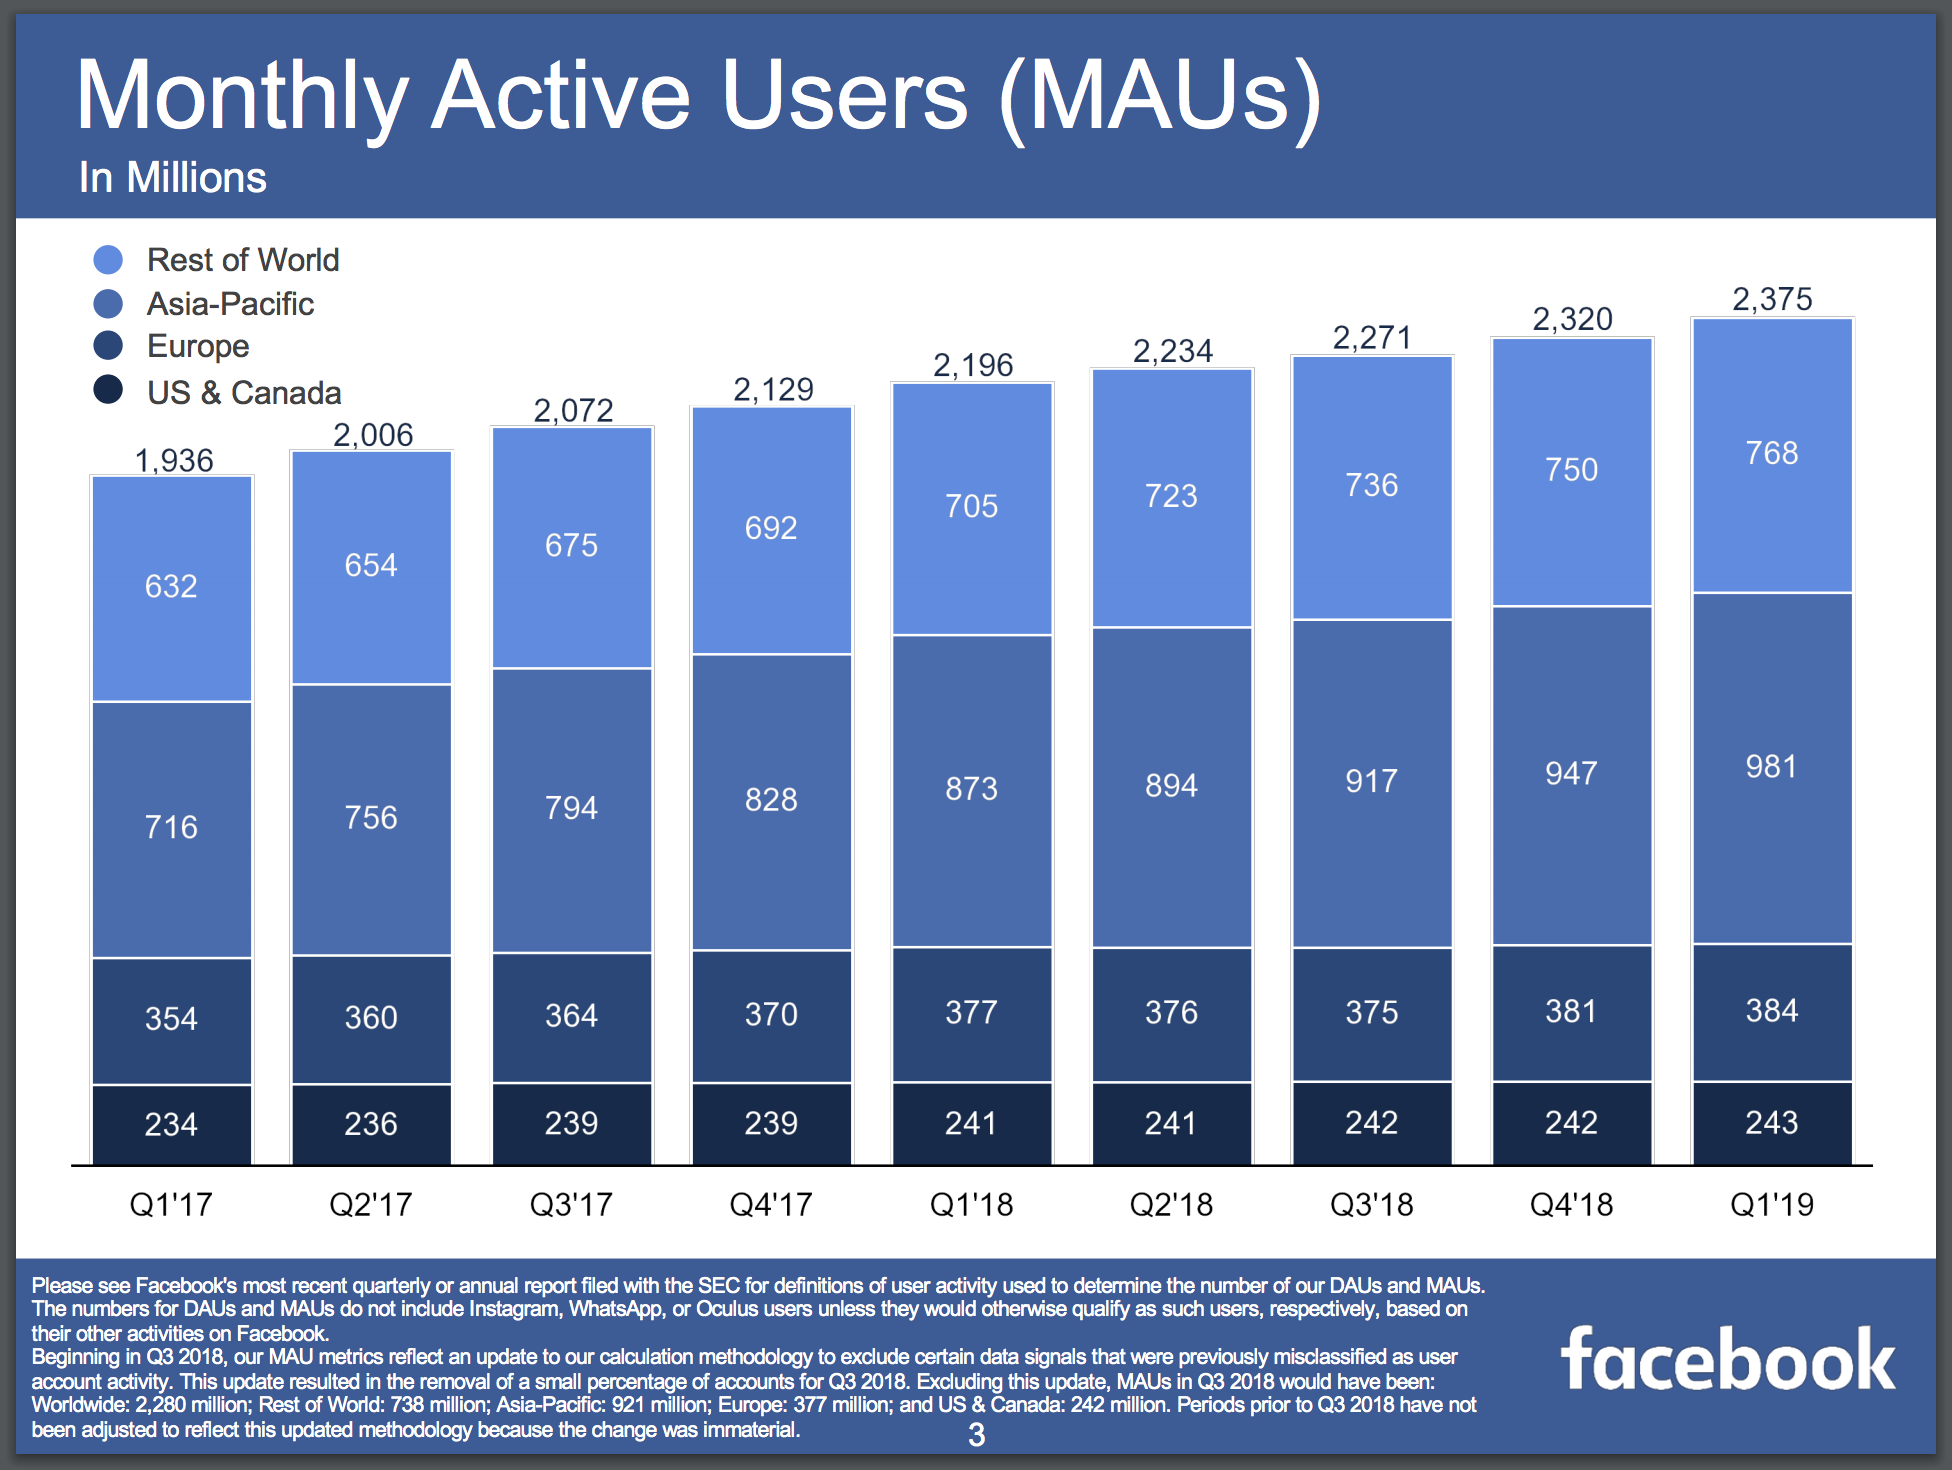 Monthly Active Users (MAUs)
In Millions
Rest of World
Asia-Pacific
Europe
US & Canada
1,936
2,006
2,072
2,129
2,196
2,234
2,271
2,320
2,375
632
654
675
692
705
723
736
750
768
716
756
794
828
873
894
917
947
981
354
360
364
370
377
376
375
381
384
234
236
239
239
241
241
242
242
243
Q1'17
Q2'17
Q3'17
Q4'17
Q1'18
Q2'18
Q3'18
Q4'18
Q1'19
Please see Facebook's most recent quarterly or annual report filed with the SEC for definitions of user activity used to determine the number of our DAUs and MAUs.
The numbers for DAUs and MAUs do not include Instagram, WhatsApp, or Oculus users unless they would otherwise qualify as such users, respectively, based on
their other activities on Facebook.
Beginning in Q3 2018, our MAU metrics reflect an update to our calculation methodology to exclude certain data signals that were previously misclassified as user
account activity. This update resulted in the removal of a small percentage of accounts for Q3 2018. Excluding this update, MAUs in Q3 2018 would have been:
Worldwide: 2,280 million; Rest of World: 738 million; Asia-Pacific: 921 million; Europe: 377 million; and US & Canada: 242 million. Periods prior to Q3 2018 have not
been adjusted to reflect this updated methodology because the change was immaterial.
3
facebook